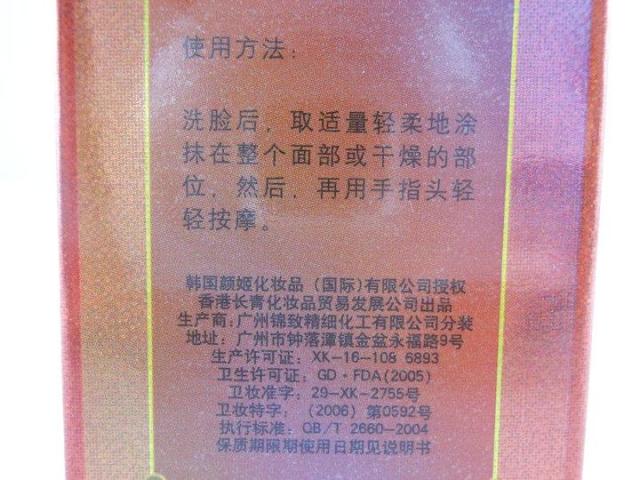 使用方法：
洗脸后，取适量轻柔地涂
抹在整个面部或干燥的部
位，然后，再用手指头轻
轻按摩。
韩国颜姬化妆品（国际)有限公司授权
香港长青化妆品贸易发展公司出品
生产商:广州锦致精细化工有限公司分装
地址：广州市钟落潭镇金盆永福路9号
生产许可证：XK-16-108 6893
卫生许可证：GD·FDA(2005)
卫妆准字：29-XK-2755号
卫妆特字：（2006）第0592号
执行标准：QB/T 2660-2004
保质期限期使用日期见说明书